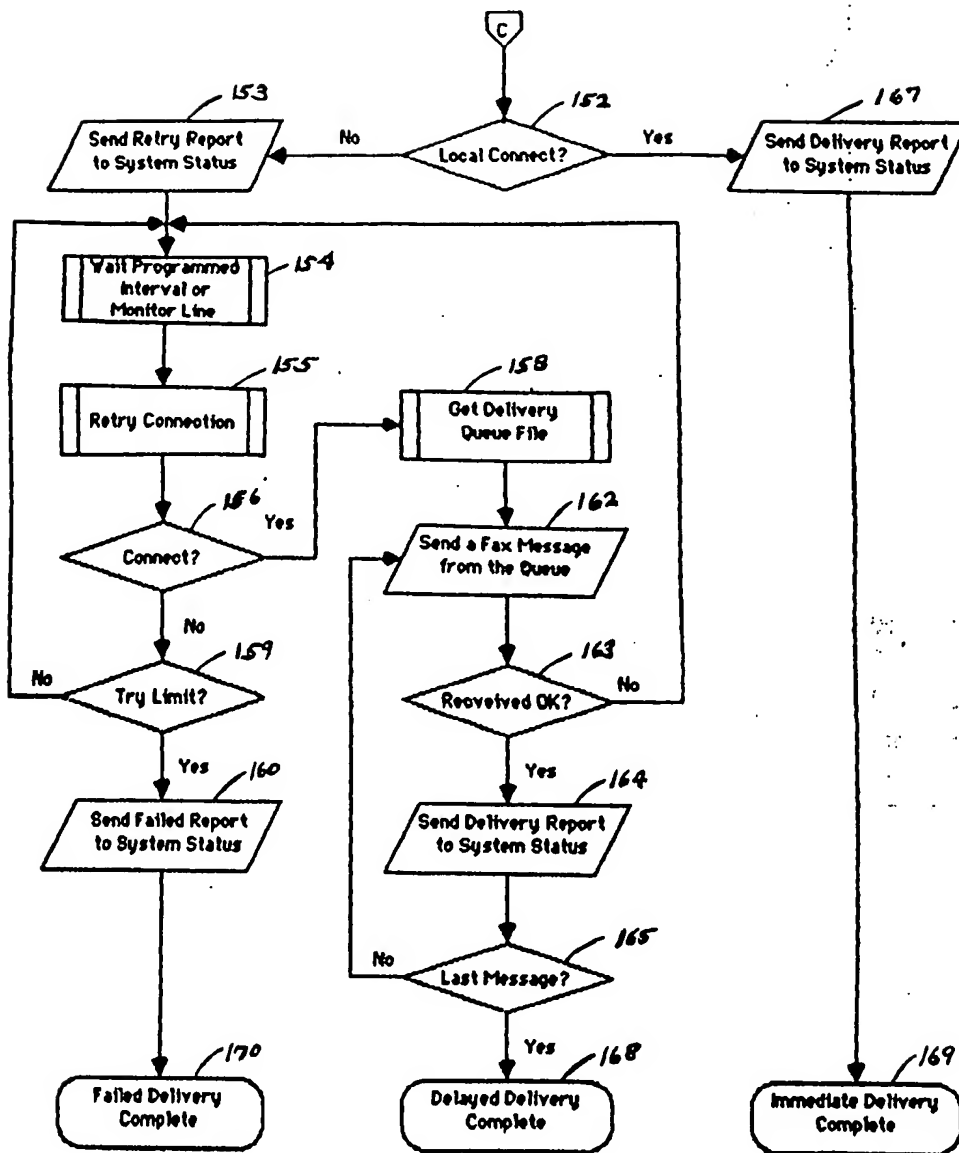 C
153
152
167
Send Retry Report
to System Status
No
Local Connect?
Yes
Send Delivery Report
to System Status
Wait Programmed
Interval or
Monitor Line
154
155
Retry Connection
158
Get Delivery
Queue File
156
Connect?
Yes
162
Send a Fax Message
from the Queue
No
159
No
Try Limit?
163
Recveived OK?
No
Yes
160
Send Failed Report
to System Status
Yes
164
Send Delivery Report
to System Status
165
No
Last Message?
Yes
170
Failed Delivery
Complete
168
Delayed Delivery
Complete
169
Immediate Delivery
Complete